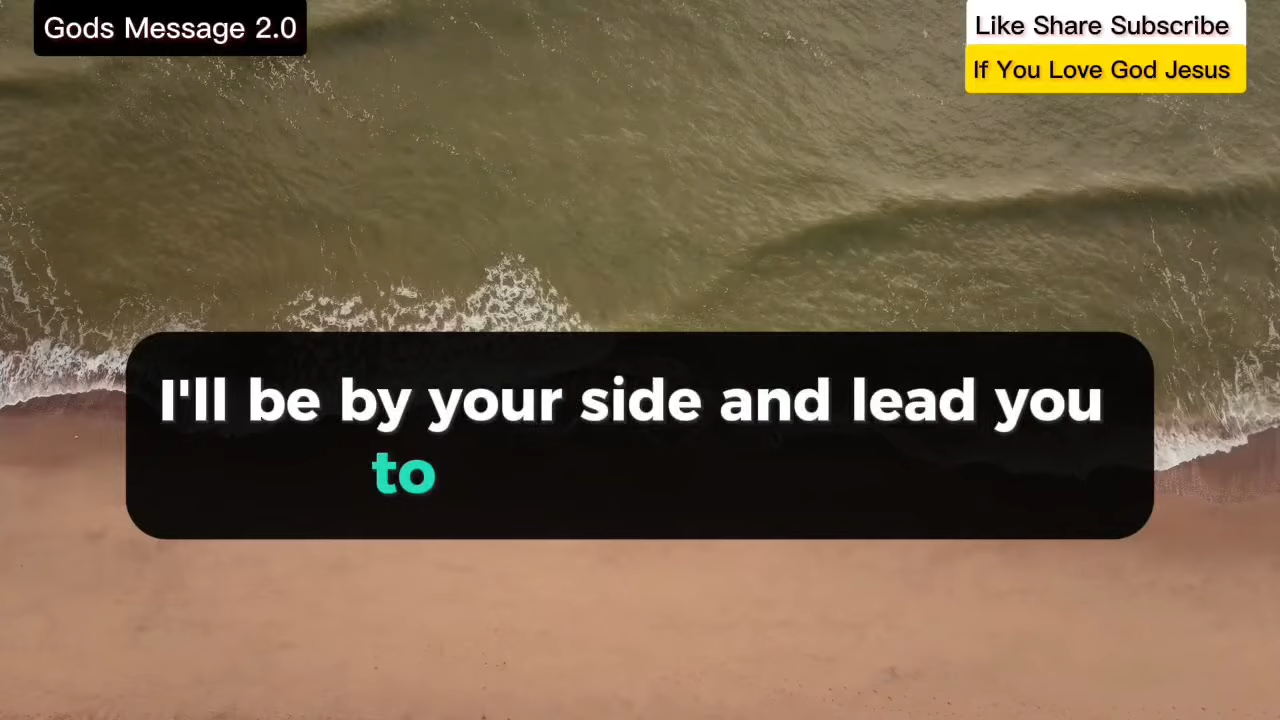 Gods Message 2.0
Like Share Subscribe
If You Love God Jesus
I'll be by your side and lead you
to